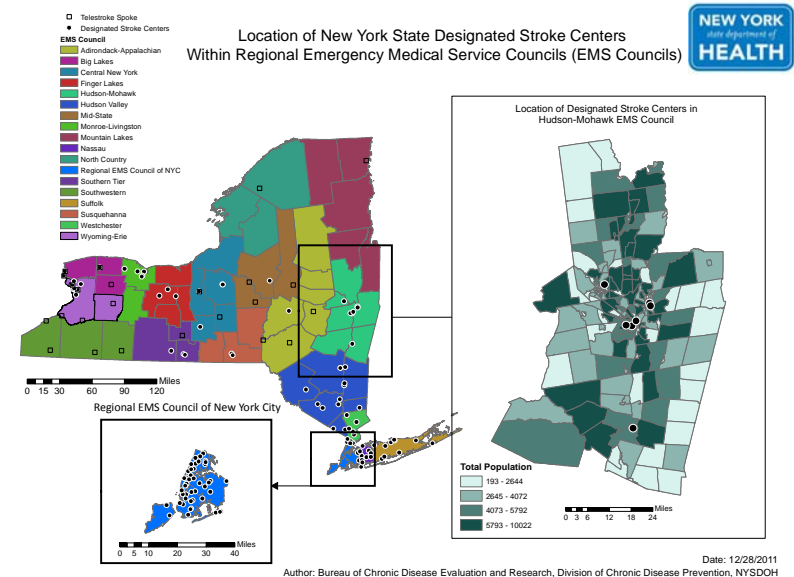 Telestroke Spoke
Designated Stroke Centers
EMS Council
Adirondack-Appalachian
Big Lakes
Central New York
Finger Lakes
Hudson-Mohawk
Hudson Valley
Mid-State
Monroe-Livingston
Mountain Lakes
Nassau
North Country
Regional EMS Council of NYC
Southern Tier
Southwestern
Suffolk
Susquehanna
Westchester
Wyoming-Erie
Location of New York State Designated Stroke Centers
Within Regional Emergency Medical Service Councils (EMS Councils)
NEW YORK
state department of
HEALTH
Location of Designated Stroke Centers in
Hudson-Mohawk EMS Council
Miles
0 15 30 60 90 120
Regional EMS Council of New York City
Miles
0 5 10 20 30 40
Total Population
193 - 2644
2645 - 4072
4073 - 5792
5793 - 10022
Miles
0 3 6 12 18 24
Date: 12/28/2011
Author: Bureau of Chronic Disease Evaluation and Research, Division of Chronic Disease Prevention, NYSDOH